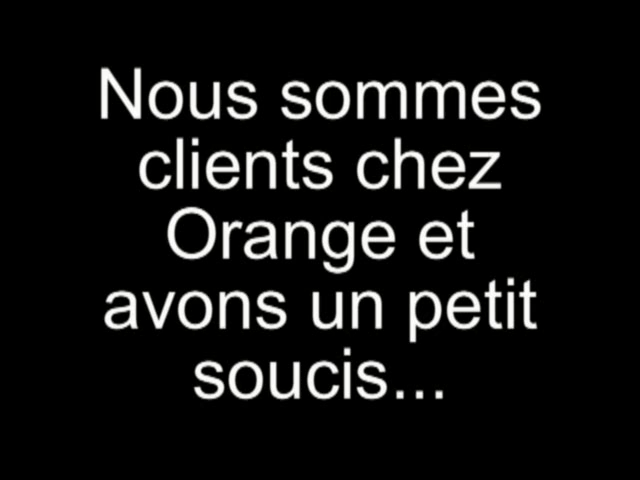 Nous sommes
clients chez
Orange et
avons un petit
soucis...